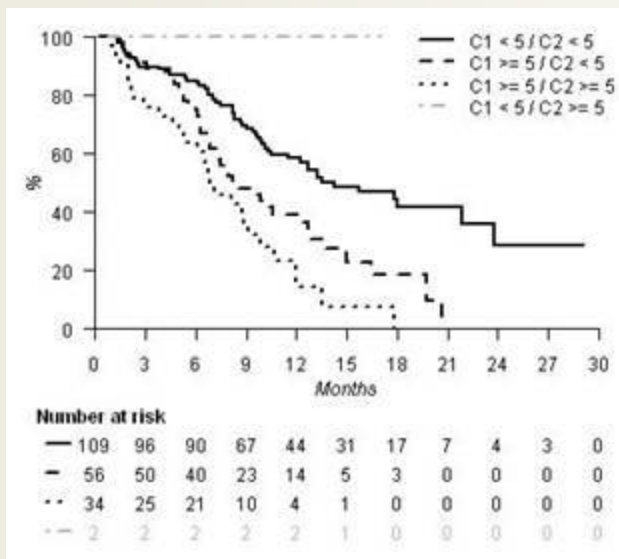 C1 < 5 / C2 < 5
C1 >= 5 / C2 < 5
C1 >= 5 / C2 >= 5
C1 < 5 / C2 >= 5
100
80
60
40
20
0
%
0 3 6 9 12 15 18 21 24 27 30
Months
Number at risk
109 96 90 67 44 31 17 7 4 3 0
56 50 40 23 14 5 3 0 0 0 0
34 25 21 10 4 1 0 0 0 0 0
2 2 2 2 2 1 0 0 0 0 0